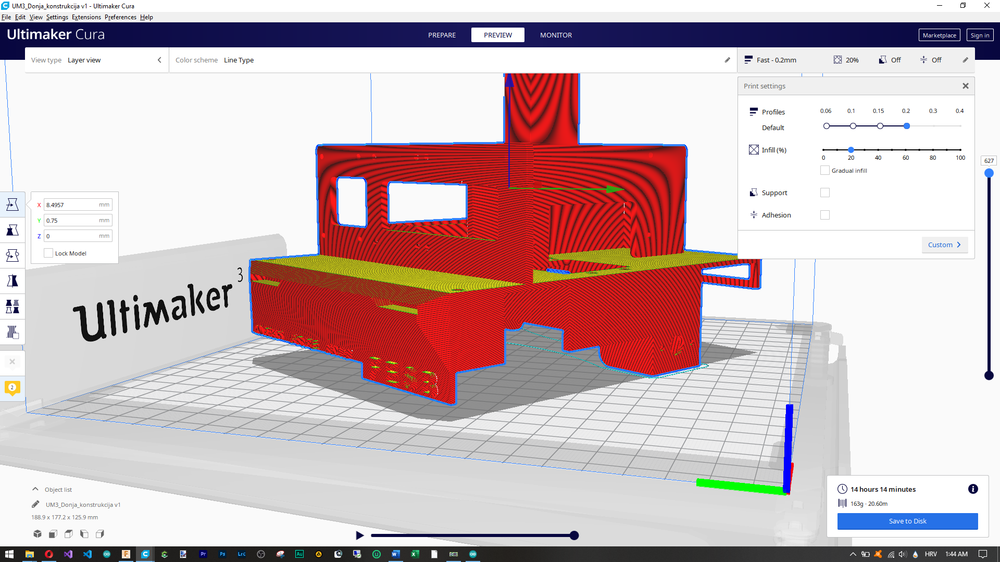 UM3_Donja_konstrukcija v1 - Ultimaker Cura
File Edit View Settings Extensions Preferences Help
Ultimaker Cura
PREPARE
PREVIEW
MONITOR
Marketplace
Sign in
View type Layer view
Color scheme Line Type
Fast - 0.2mm
20%
Off
Off
Print settings
Profiles
0.06 0.1 0.15 0.2 0.3 0.4
Default
Infill (%)
0 20 40 60 80 100
Gradual infill
Support
Adhesion
Custom
627
X 8.4957 mm
Y 0.75 mm
Z 0 mm
Lock Model
2
Ultimaker 3
Object list
UM3_Donja_konstrukcija v1
188.9 x 177.2 x 125.9 mm
14 hours 14 minutes
163g · 20.60m
Save to Disk
Pr
Ps
LrC
Au
HRV
1:44 AM